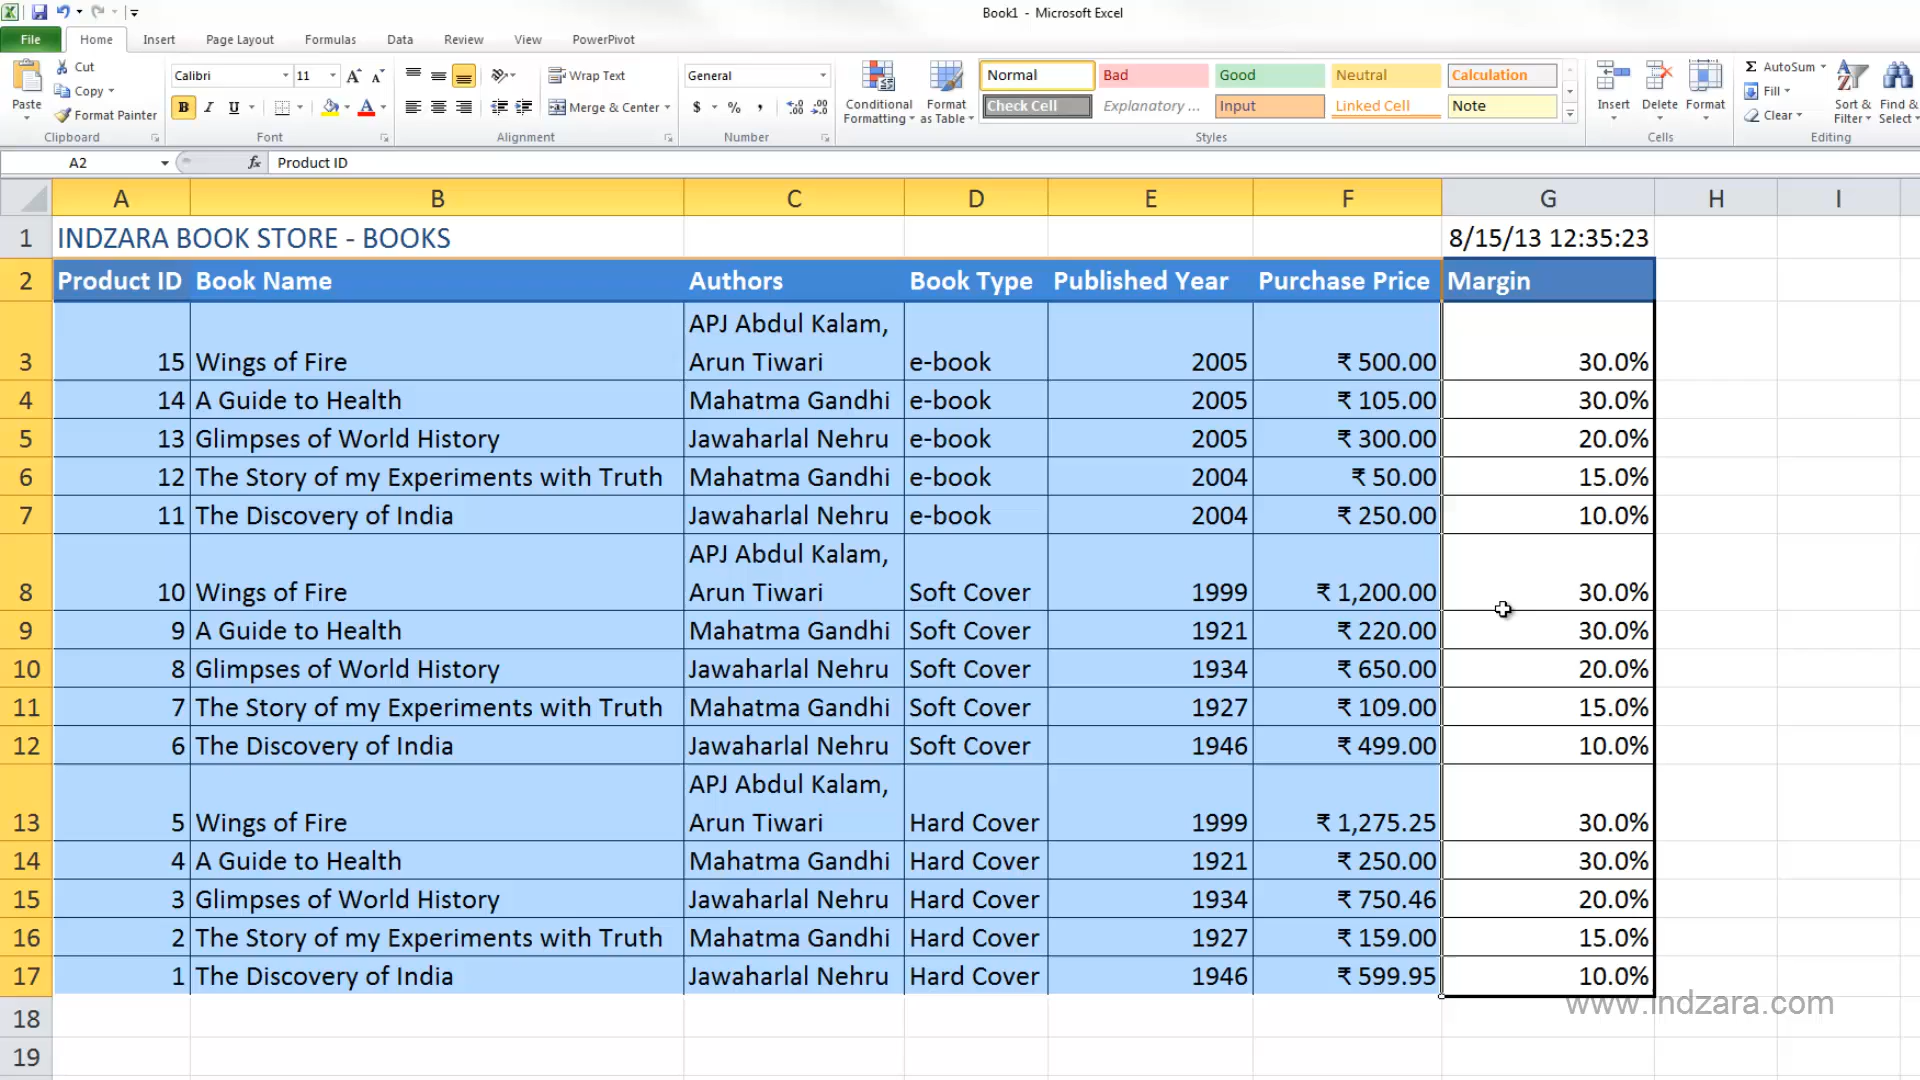 Book1 - Microsoft Excel
File Home Insert Page Layout Formulas Data Review View PowerPivot
Paste Cut Copy Format Painter
Calibri 11
B I U
Wrap Text
Merge & Center
General
$ % ,
Conditional Formatting Format as Table
Normal Bad Good Neutral Calculation
Check Cell Explanatory ... Input Linked Cell Note
Insert Delete Format
Σ AutoSum
Fill
Clear
Sort & Filter Find & Select
Clipboard Font Alignment Number Styles Cells Editing
A2 fx Product ID
A B C D E F G H I
1 INDZARA BOOK STORE - BOOKS 8/15/13 12:35:23
2 Product ID Book Name Authors Book Type Published Year Purchase Price Margin
APJ Abdul Kalam,
3 15 Wings of Fire Arun Tiwari e-book 2005 ₹ 500.00 30.0%
4 14 A Guide to Health Mahatma Gandhi e-book 2005 ₹ 105.00 30.0%
5 13 Glimpses of World History Jawaharlal Nehru e-book 2005 ₹ 300.00 20.0%
6 12 The Story of my Experiments with Truth Mahatma Gandhi e-book 2004 ₹ 50.00 15.0%
7 11 The Discovery of India Jawaharlal Nehru e-book 2004 ₹ 250.00 10.0%
APJ Abdul Kalam,
8 10 Wings of Fire Arun Tiwari Soft Cover 1999 ₹ 1,200.00 30.0%
9 9 A Guide to Health Mahatma Gandhi Soft Cover 1921 ₹ 220.00 30.0%
10 8 Glimpses of World History Jawaharlal Nehru Soft Cover 1934 ₹ 650.00 20.0%
11 7 The Story of my Experiments with Truth Mahatma Gandhi Soft Cover 1927 ₹ 109.00 15.0%
12 6 The Discovery of India Jawaharlal Nehru Soft Cover 1946 ₹ 499.00 10.0%
APJ Abdul Kalam,
13 5 Wings of Fire Arun Tiwari Hard Cover 1999 ₹ 1,275.25 30.0%
14 4 A Guide to Health Mahatma Gandhi Hard Cover 1921 ₹ 250.00 30.0%
15 3 Glimpses of World History Jawaharlal Nehru Hard Cover 1934 ₹ 750.46 20.0%
16 2 The Story of my Experiments with Truth Mahatma Gandhi Hard Cover 1927 ₹ 159.00 15.0%
17 1 The Discovery of India Jawaharlal Nehru Hard Cover 1946 ₹ 599.95 10.0%
www.indzara.com
18
19